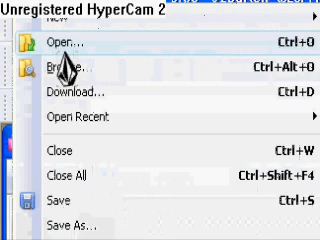 Unregistered HyperCam 2
New
Open... Ctrl+O
Download... Ctrl+D
Open Recent
Close Ctrl+W
Close All Ctrl+Shift+F4
Save Ctrl+S
Save As...
Ctrl+Alt+O